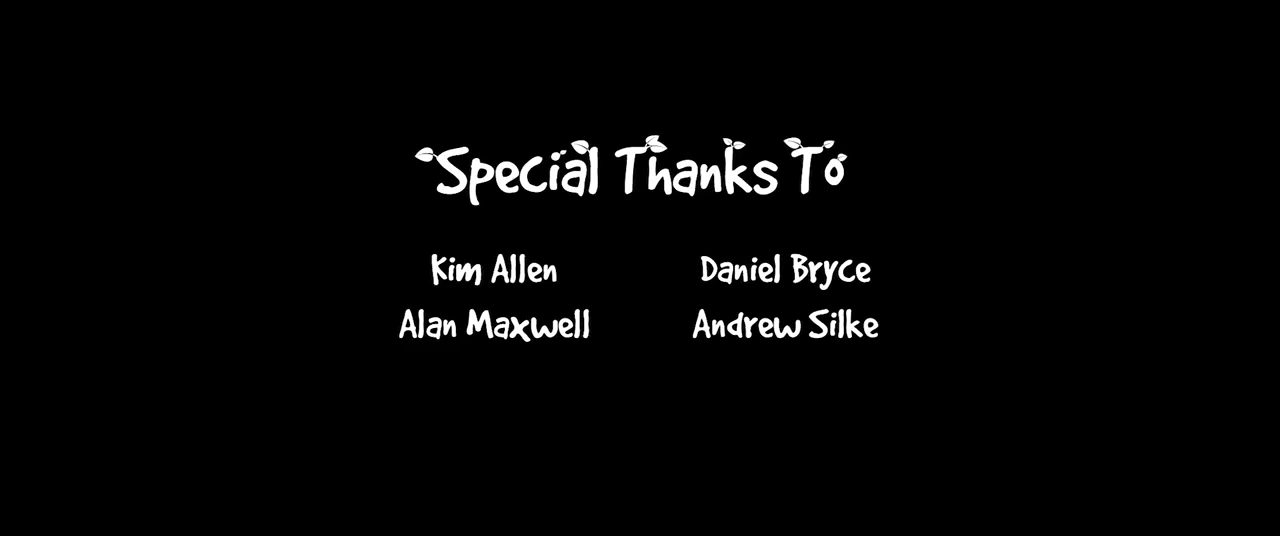 Special Thanks To
Kim Allen Daniel Bryce
Alan Maxwell Andrew Silke